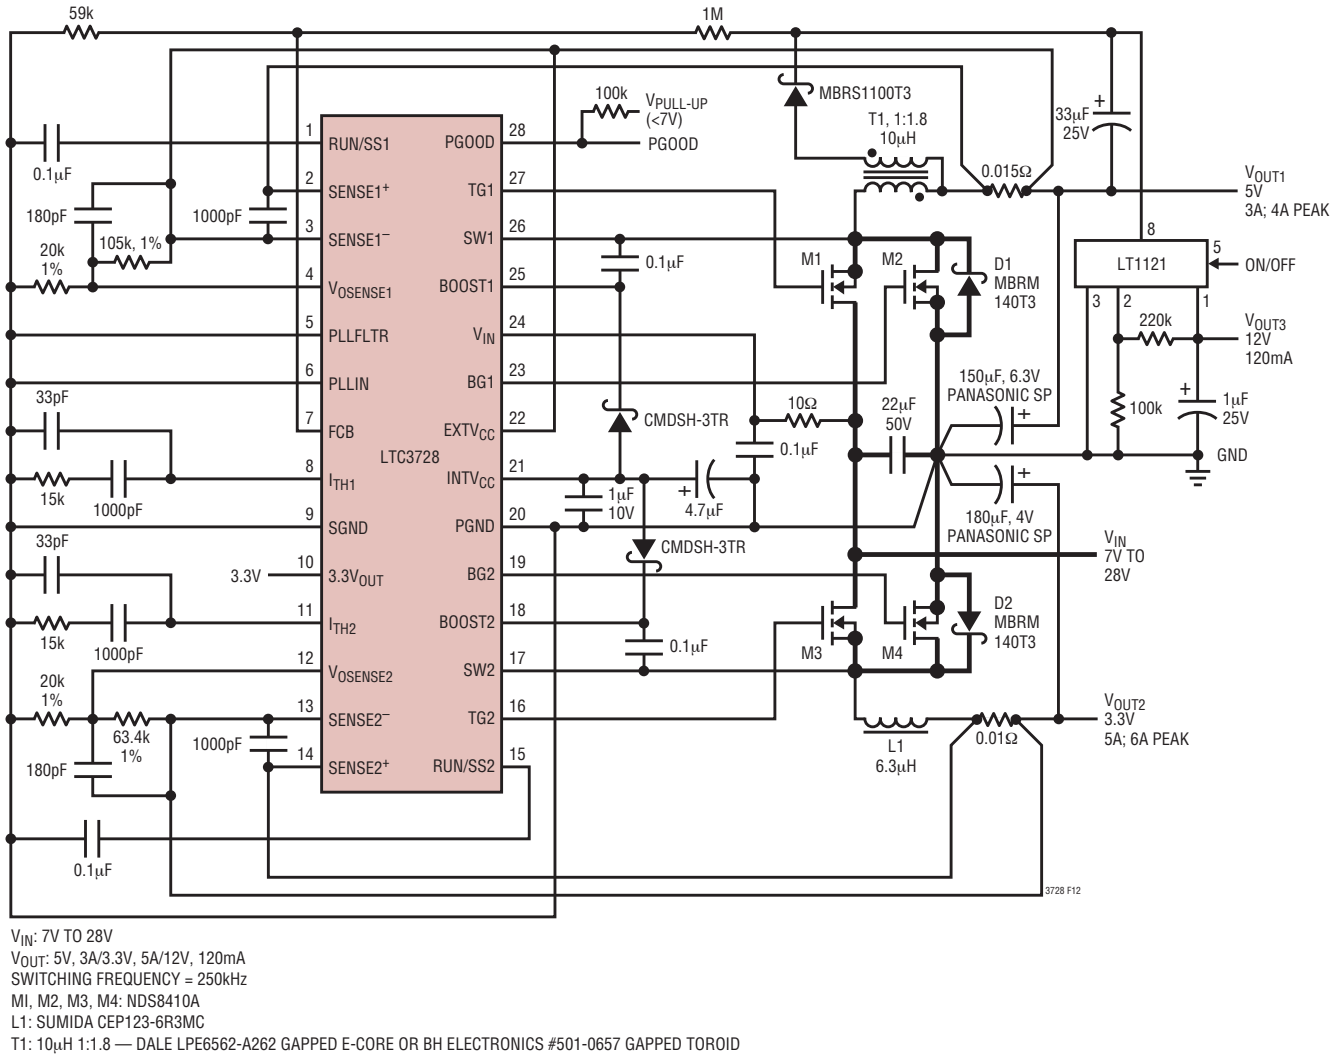 59k
1M
MBRS1100T3
T1, 1:1.8
10μH
33μF
25V
+
100k
VPULL-UP
(<7V)
PGOOD
0.015Ω
VOUT1
5V
3A; 4A PEAK
0.1μF
180pF
1000pF
105k, 1%
20k
1%
1
RUN/SS1
2
SENSE1+
3
SENSE1–
4
VOSENSE1
5
PLLFLTR
6
PLLIN
7
FCB
8
ITH1
9
SGND
10
3.3VOUT
11
ITH2
12
VOSENSE2
13
SENSE2–
14
SENSE2+
LTC3728
28
PGOOD
27
TG1
26
SW1
25
BOOST1
24
VIN
23
BG1
22
EXTVCC
21
INTVCC
20
PGND
19
BG2
18
BOOST2
17
SW2
16
TG2
15
RUN/SS2
0.1μF
M1
M2
D1
MBRM
140T3
8
LT1121
5
ON/OFF
3
2
1
220k
VOUT3
12V
120mA
100k
+
1μF
25V
GND
33pF
15k
1000pF
33pF
3.3V
15k
1000pF
CMDSH-3TR
10Ω
22μF
50V
150μF, 6.3V
PANASONIC SP
+
0.1μF
1μF
10V
+
4.7μF
+
180μF, 4V
PANASONIC SP
CMDSH-3TR
VIN
7V TO
28V
0.1μF
M3
M4
D2
MBRM
140T3
20k
1%
63.4k
1%
180pF
1000pF
0.1μF
L1
6.3μH
0.01Ω
VOUT2
3.3V
5A; 6A PEAK
3728 F12
VIN: 7V TO 28V
VOUT: 5V, 3A/3.3V, 5A/12V, 120mA
SWITCHING FREQUENCY = 250kHz
MI, M2, M3, M4: NDS8410A
L1: SUMIDA CEP123-6R3MC
T1: 10μH 1:1.8 — DALE LPE6562-A262 GAPPED E-CORE OR BH ELECTRONICS #501-0657 GAPPED TOROID